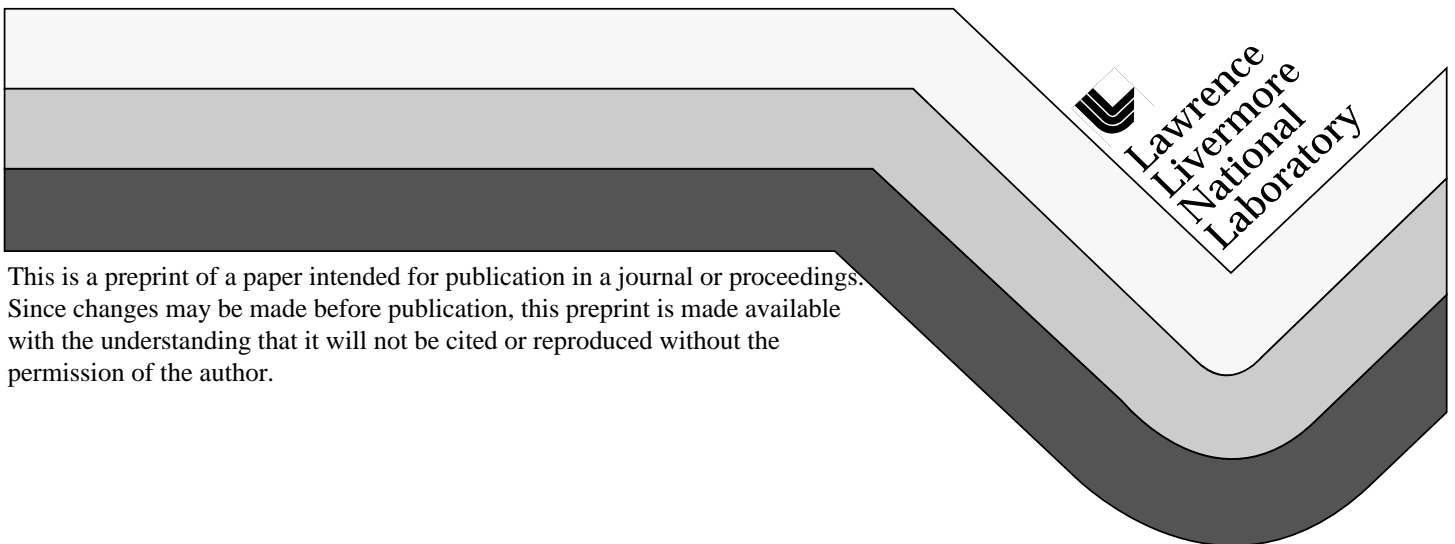 Lawrence
Livermore
National
Laboratory
This is a preprint of a paper intended for publication in a journal or proceedings.
Since changes may be made before publication, this preprint is made available
with the understanding that it will not be cited or reproduced without the
permission of the author.